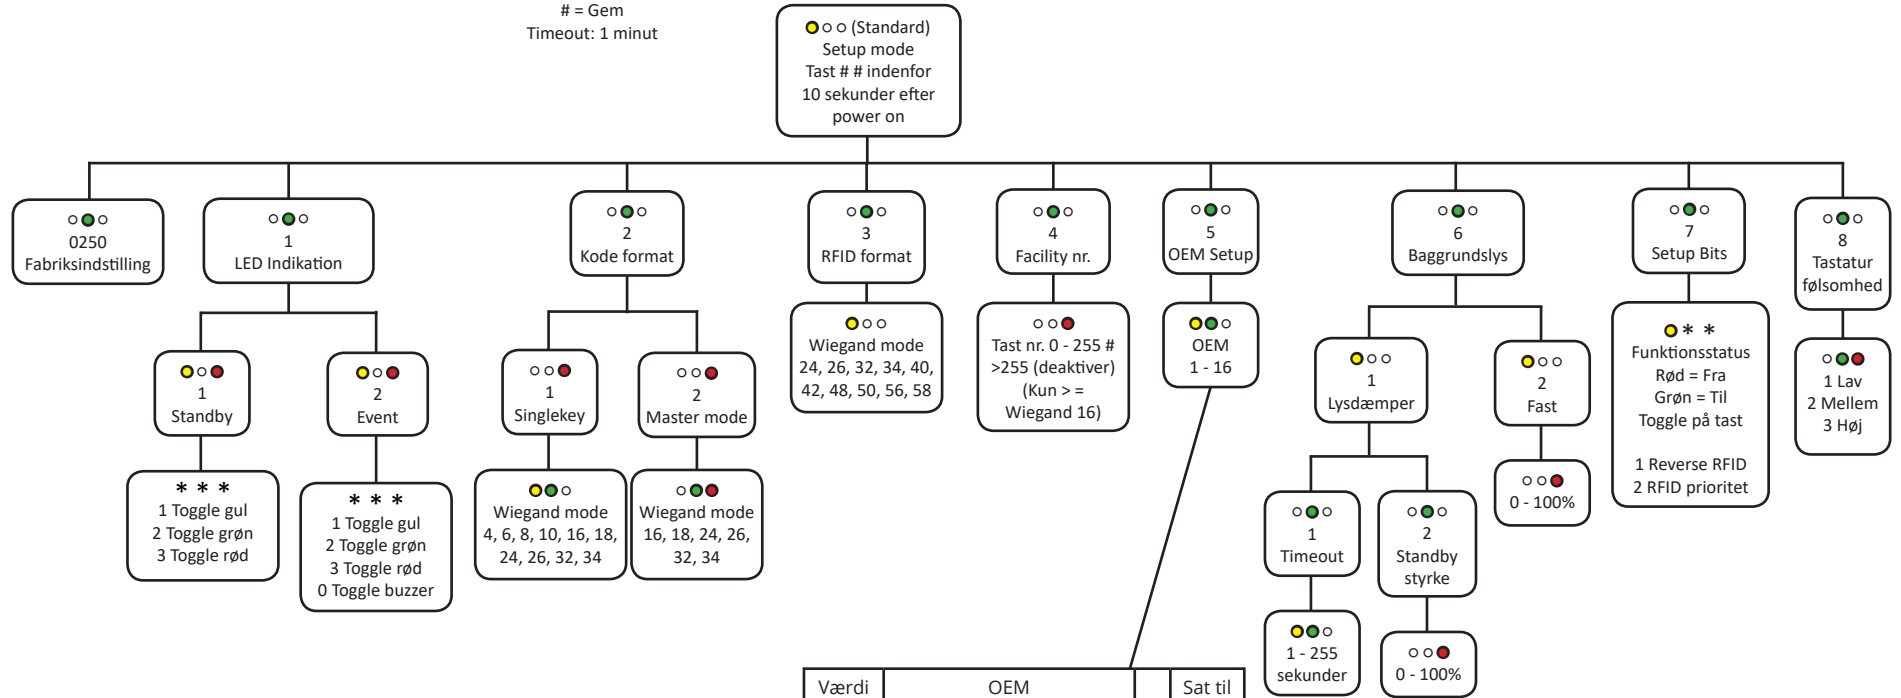 # = Gem
Timeout: 1 minut
(Standard)
Setup mode
Tast # # indenfor
10 sekunder efter
power on
0250
Fabriksindstilling
1
LED Indikation
1
Standby
* * *
1 Toggle gul
2 Toggle grøn
3 Toggle rød
2
Event
* * *
1 Toggle gul
2 Toggle grøn
3 Toggle rød
0 Toggle buzzer
2
Kode format
1
Singlekey
Wiegand mode
4, 6, 8, 10, 16, 18,
24, 26, 32, 34
2
Master mode
Wiegand mode
16, 18, 24, 26,
32, 34
3
RFID format
Wiegand mode
24, 26, 32, 34, 40,
42, 48, 50, 56, 58
4
Facility nr.
Tast nr. 0 - 255 #
>255 (deaktiver)
(Kun > =
Wiegand 16)
5
OEM Setup
OEM
1 - 16
6
Baggrundslys
1
Lysdæmper
1
Timeout
1 - 255
sekunder
2
Standby
styrke
0 - 100%
2
Fast
0 - 100%
7
Setup Bits
* *
Funktionsstatus
Rød = Fra
Grøn = Til
Toggle på tast
1 Reverse RFID
2 RFID prioritet
8
Tastatur
følsomhed
1 Lav
2 Mellem
3 Høj
Værdi OEM Sat til